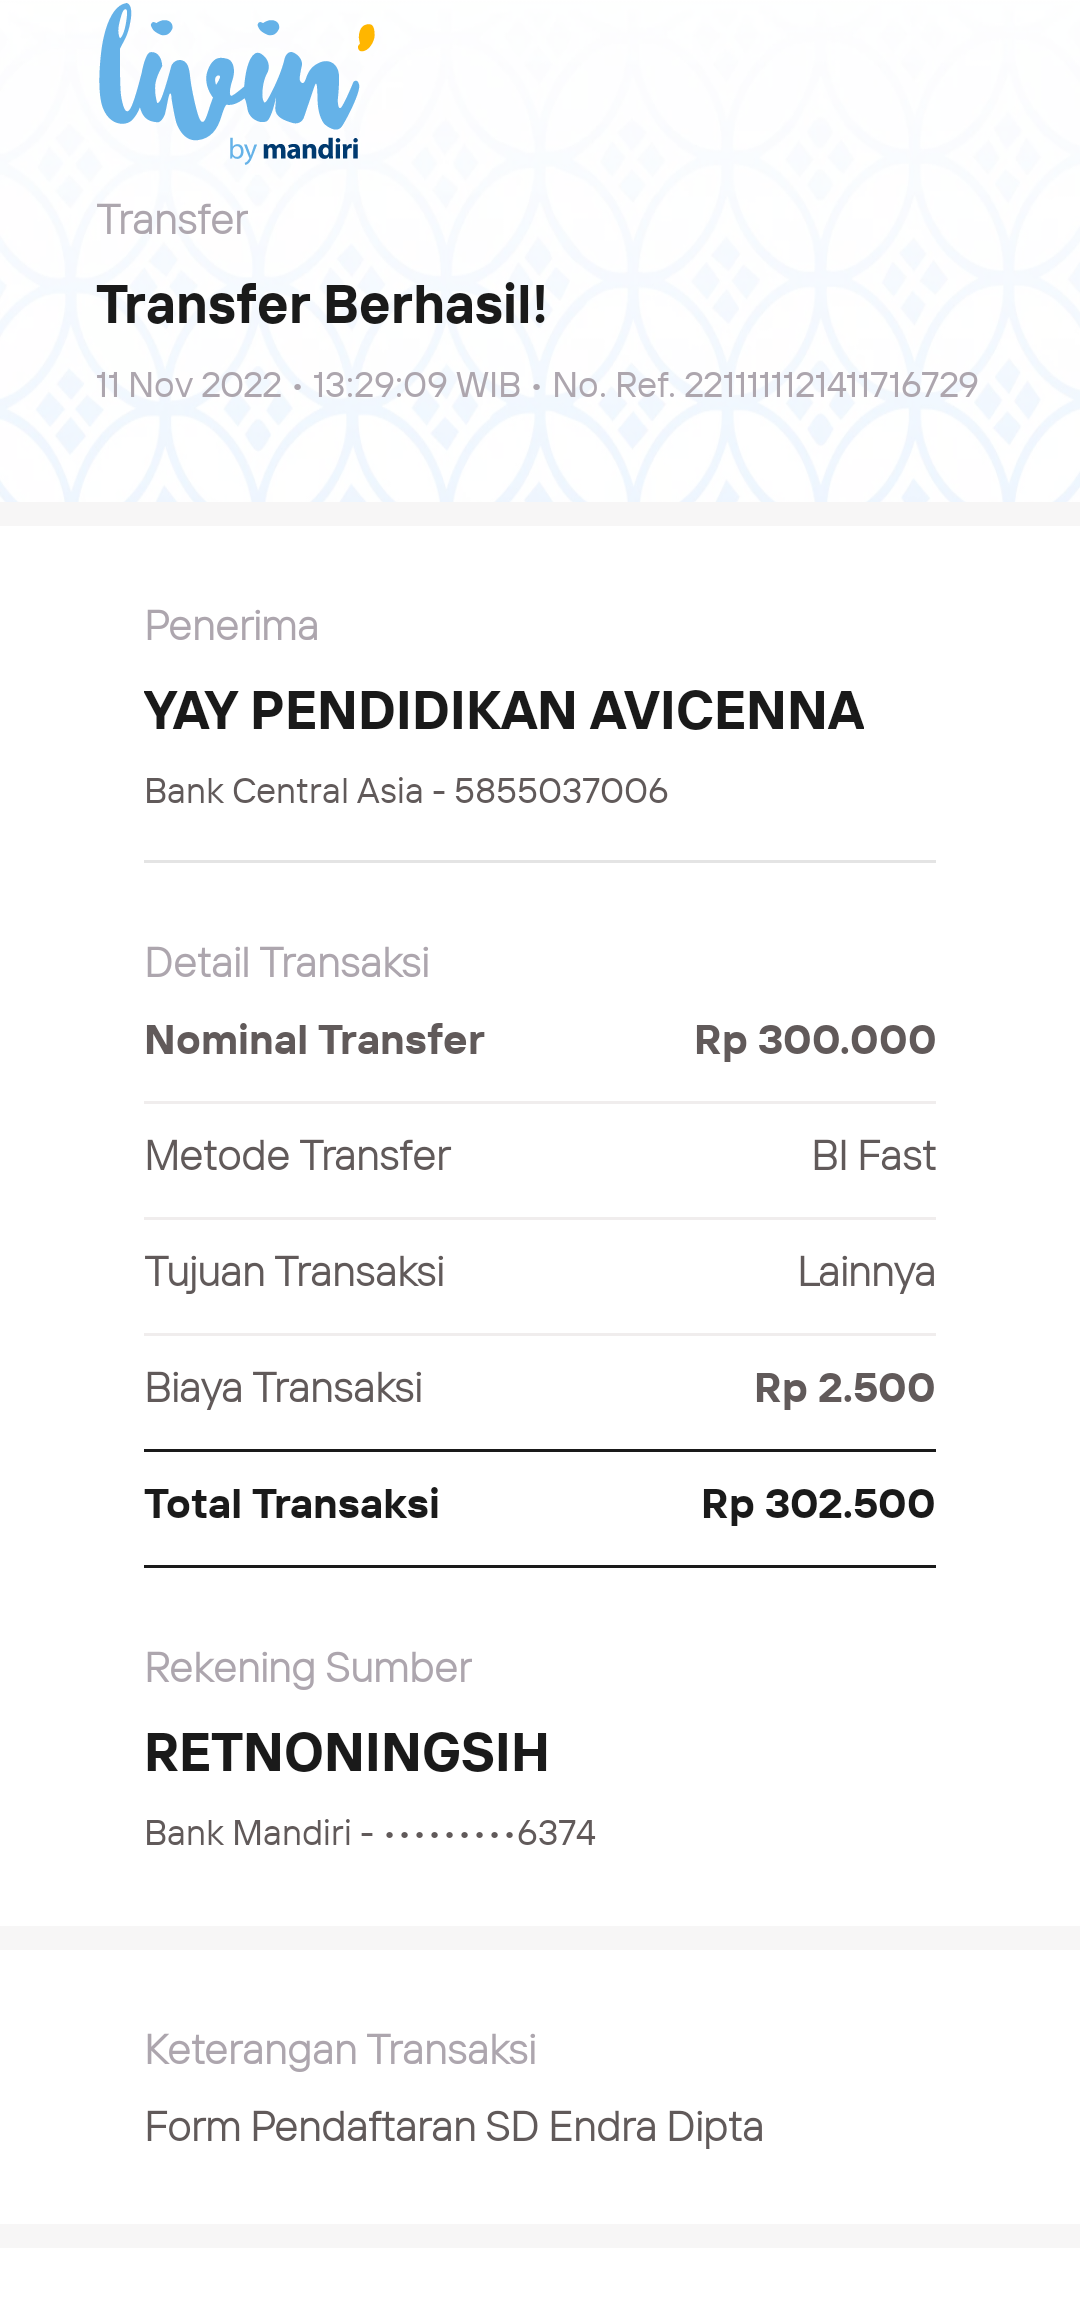 livin'
by mandiri
Transfer
Transfer Berhasil!
11 Nov 2022 • 13:29:09 WIB • No. Ref. 2211111121411716729
Penerima
YAY PENDIDIKAN AVICENNA
Bank Central Asia - 5855037006
Detail Transaksi
Nominal Transfer Rp 300.000
Metode Transfer BI Fast
Tujuan Transaksi Lainnya
Biaya Transaksi Rp 2.500
Total Transaksi Rp 302.500
Rekening Sumber
RETNONINGSIH
Bank Mandiri - •••••••••6374
Keterangan Transaksi
Form Pendaftaran SD Endra Dipta